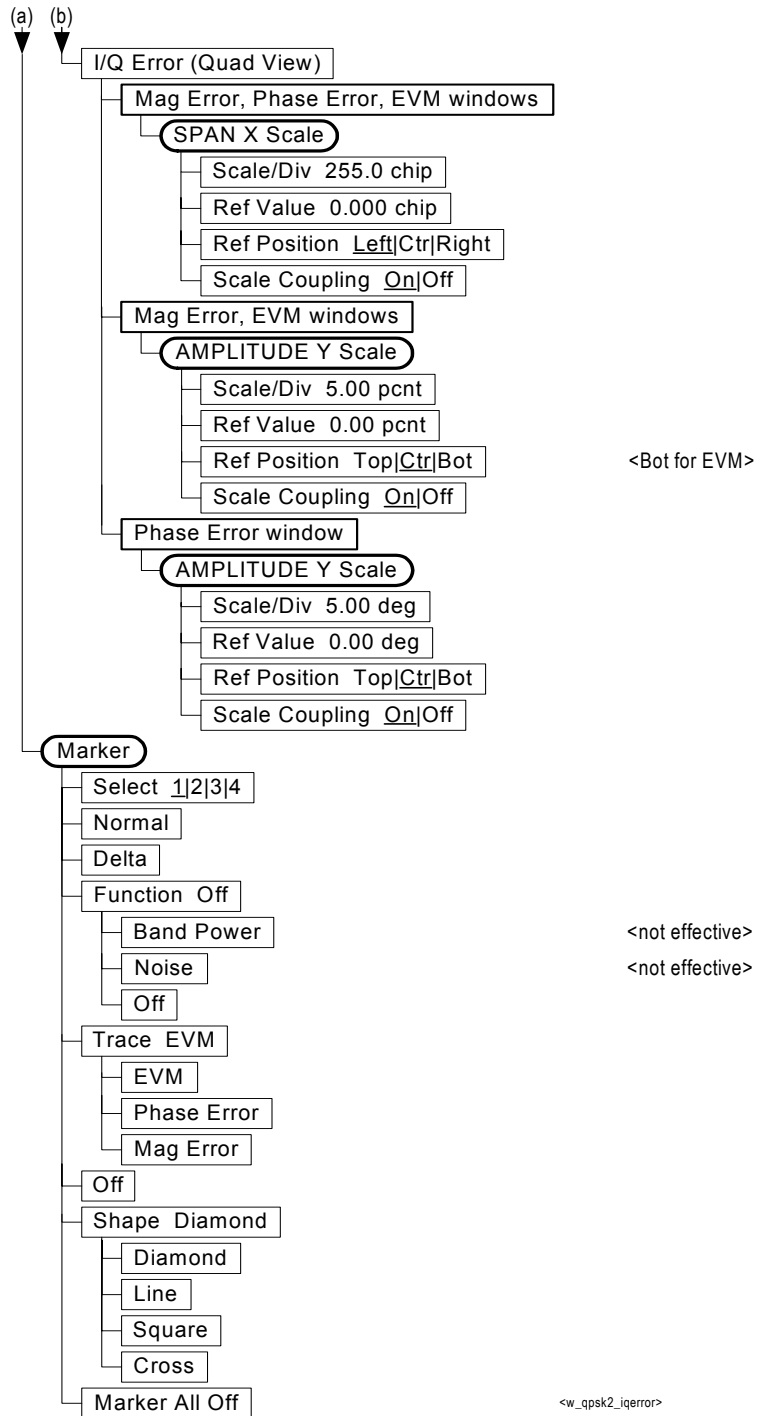 (a) (b)
I/Q Error (Quad View)
Mag Error, Phase Error, EVM windows
SPAN X Scale
Scale/Div 255.0 chip
Ref Value 0.000 chip
Ref Position Left|Ctr|Right
Scale Coupling On|Off
Mag Error, EVM windows
AMPLITUDE Y Scale
Scale/Div 5.00 pcnt
Ref Value 0.00 pcnt
Ref Position Top|Ctr|Bot <Bot for EVM>
Scale Coupling On|Off
Phase Error window
AMPLITUDE Y Scale
Scale/Div 5.00 deg
Ref Value 0.00 deg
Ref Position Top|Ctr|Bot
Scale Coupling On|Off
Marker
Select 1|2|3|4
Normal
Delta
Function Off
Band Power <not effective>
Noise <not effective>
Off
Trace EVM
EVM
Phase Error
Mag Error
Off
Shape Diamond
Diamond
Line
Square
Cross
Marker All Off <w_qpsk2_iqerror>